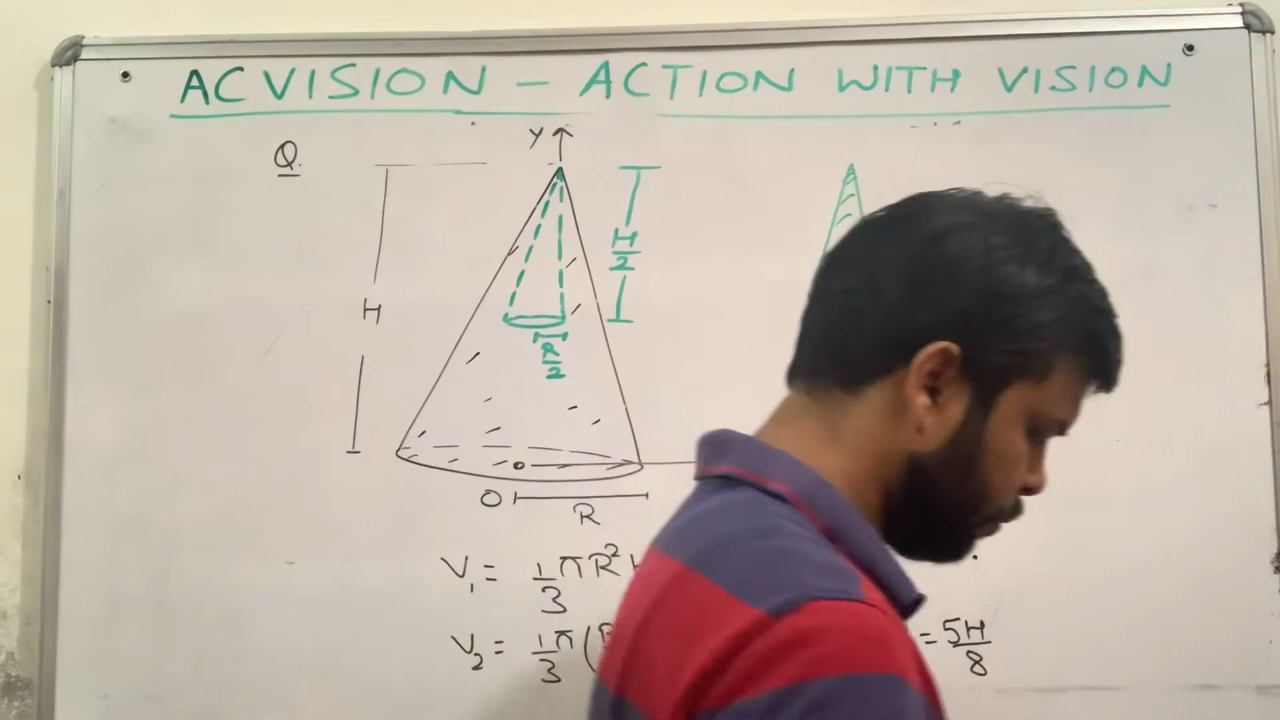 ACVISION - ACTION WITH VISION
Q.
Y
H
H/2
R/2
O
R
V₁ = 1/3 πR²
V₂ = 1/3 π(
= 5H/8